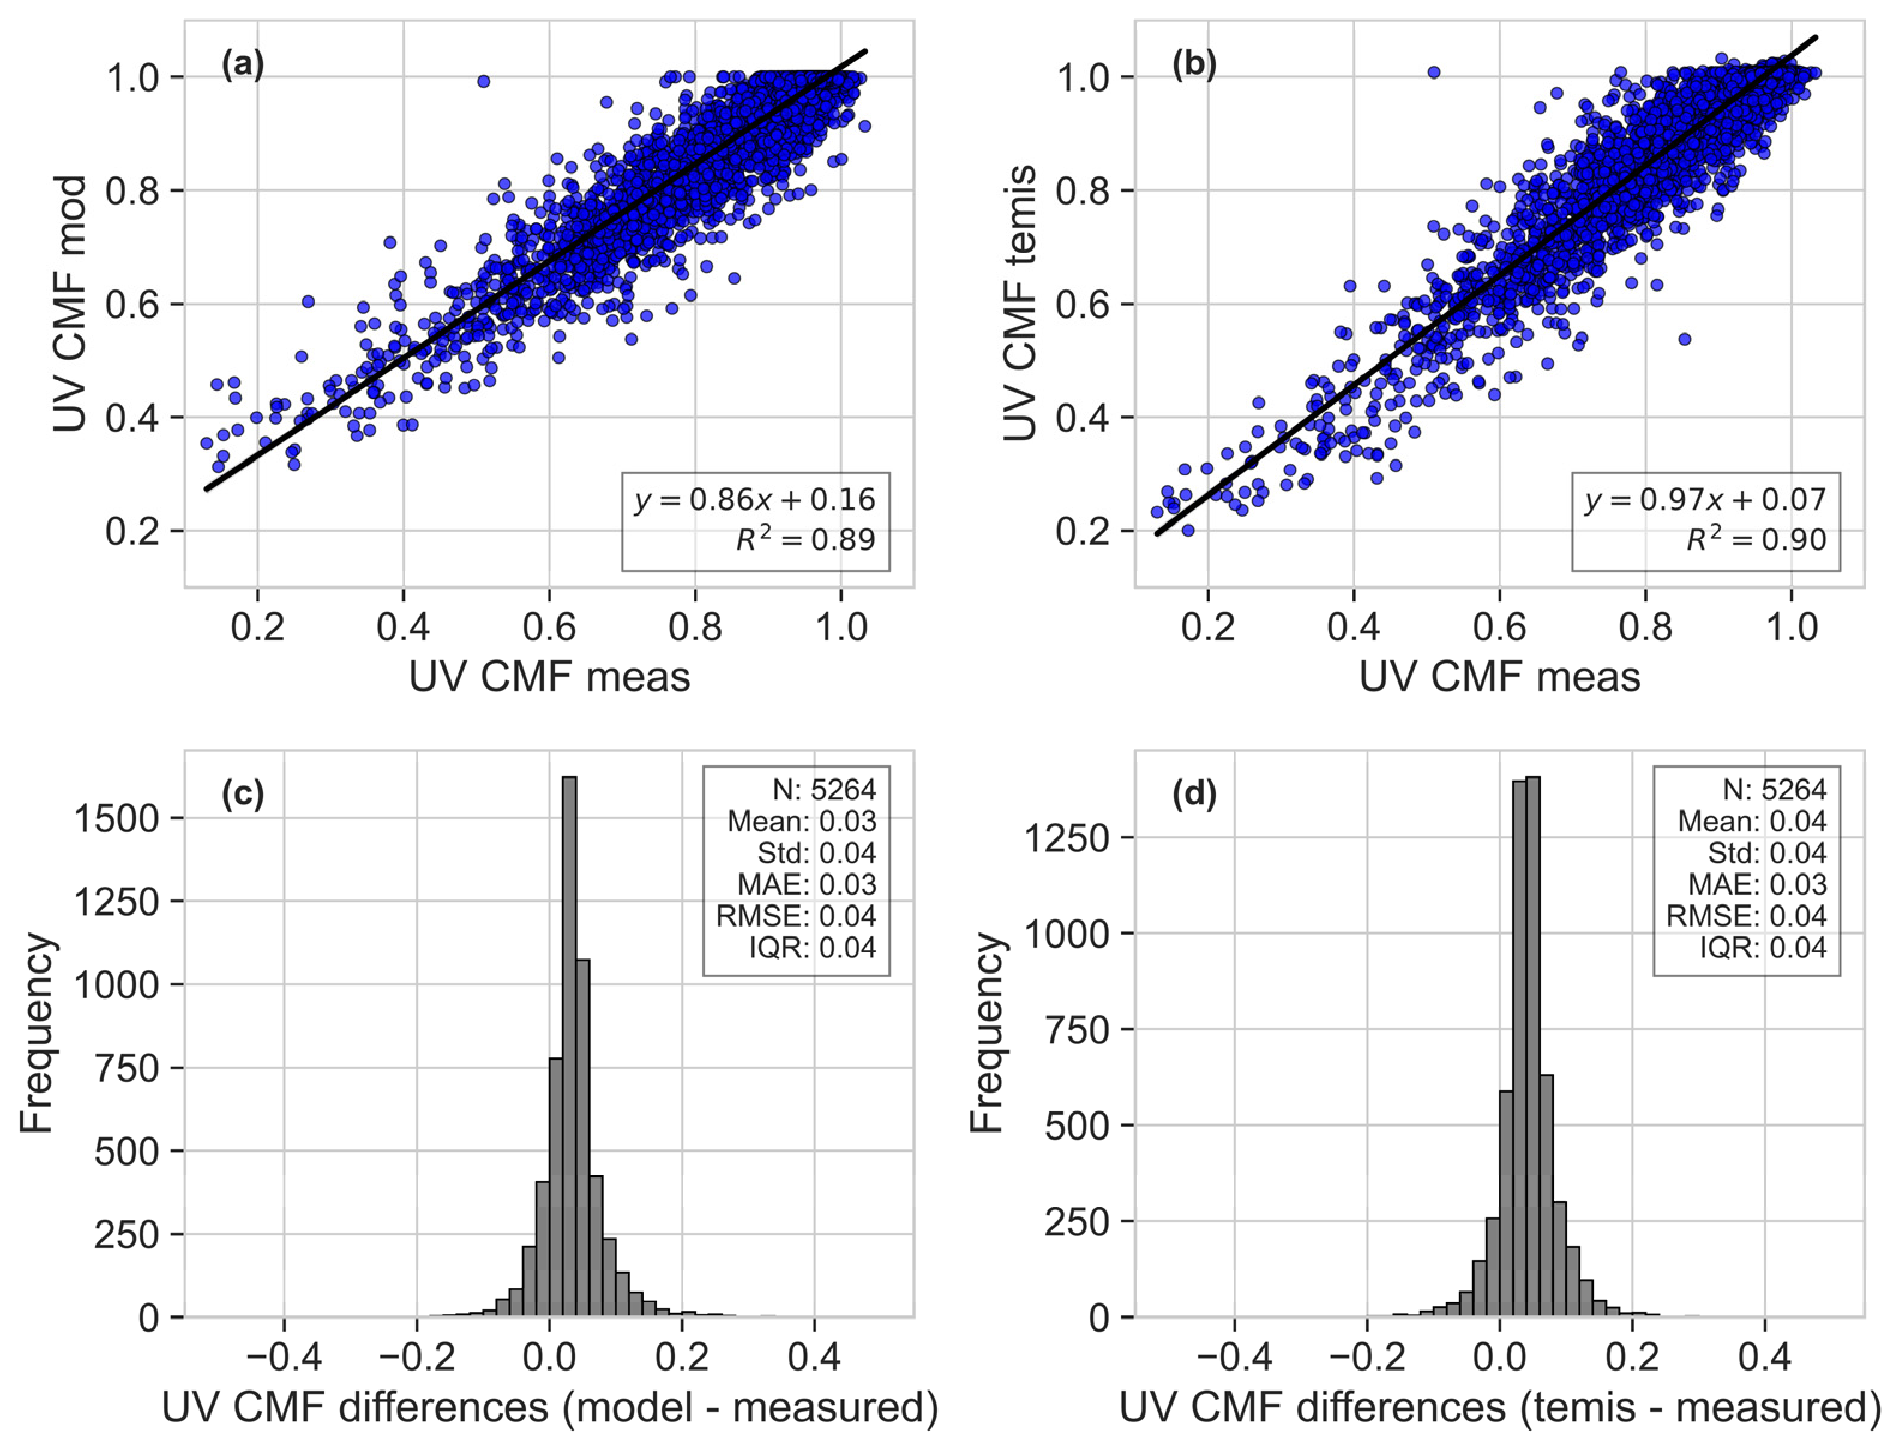 (a)
1.0
0.8
0.6
0.4
0.2
UV CMF mod
y = 0.86x + 0.16
R² = 0.89
0.2 0.4 0.6 0.8 1.0
UV CMF meas
(b)
1.0
0.8
0.6
0.4
0.2
UV CMF temis
y = 0.97x + 0.07
R² = 0.90
0.2 0.4 0.6 0.8 1.0
UV CMF meas
(c)
N: 5264
Mean: 0.03
Std: 0.04
MAE: 0.03
RMSE: 0.04
IQR: 0.04
1500
1250
1000
750
500
250
0
Frequency
−0.4 −0.2 0.0 0.2 0.4
UV CMF differences (model - measured)
(d)
N: 5264
Mean: 0.04
Std: 0.04
MAE: 0.03
RMSE: 0.04
IQR: 0.04
1250
1000
750
500
250
0
Frequency
−0.4 −0.2 0.0 0.2 0.4
UV CMF differences (temis - measured)